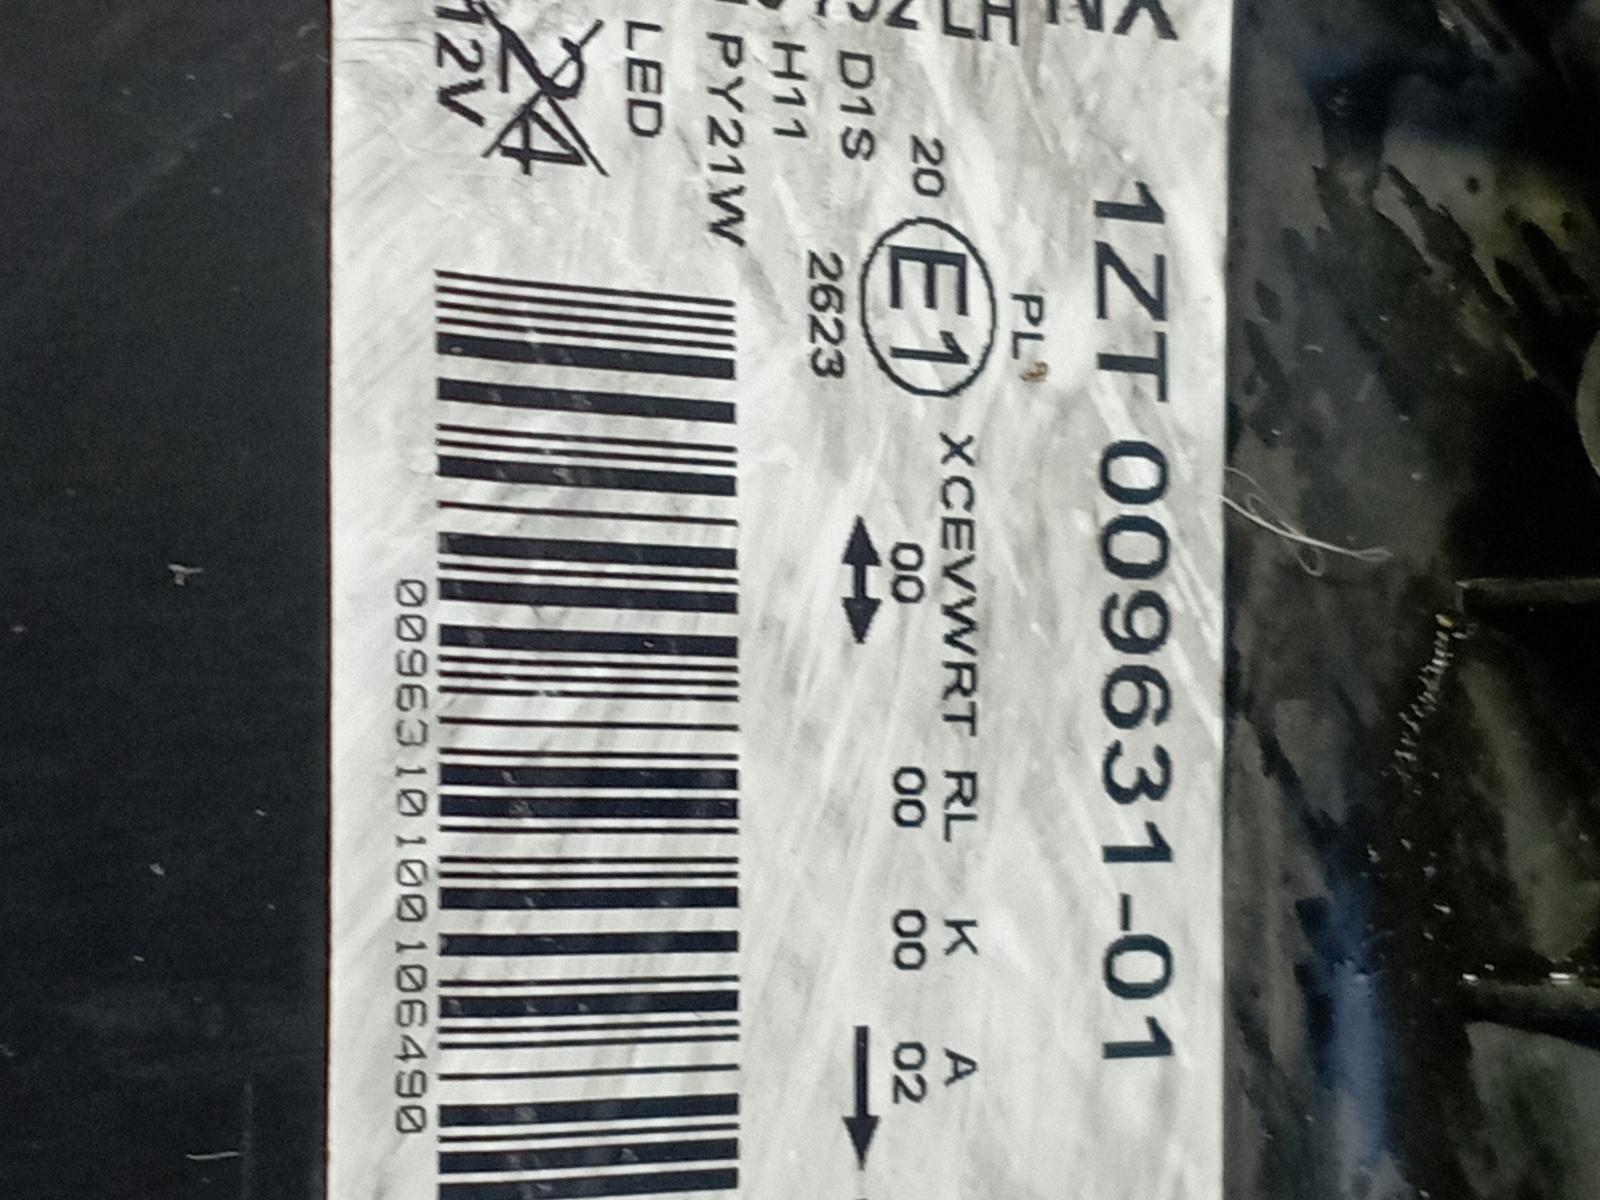 1ZT 009631-01
PL
20 E1 XCEVWRT RL K A
00 00 00 02
2623
D1S
H11
PY21W
LED
24
12V
009631010010649Ø